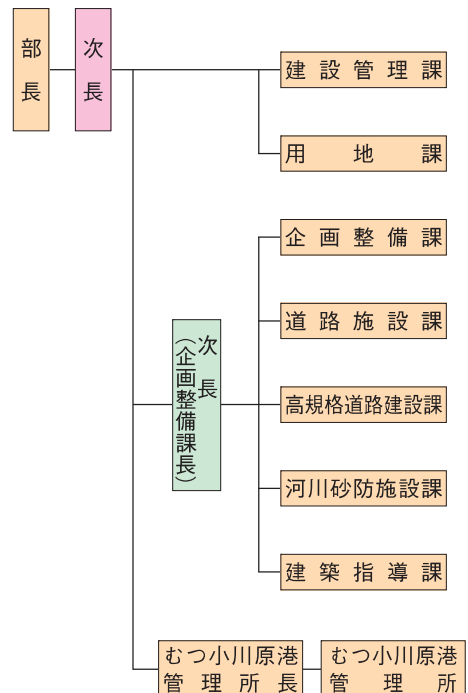 部長
次長
建設管理課
用地課
企画整備課
道路施設課
次長
（企画整備課長）
高規格道路建設課
河川砂防施設課
建築指導課
むつ小川原港
管理所長
むつ小川原港
管理所